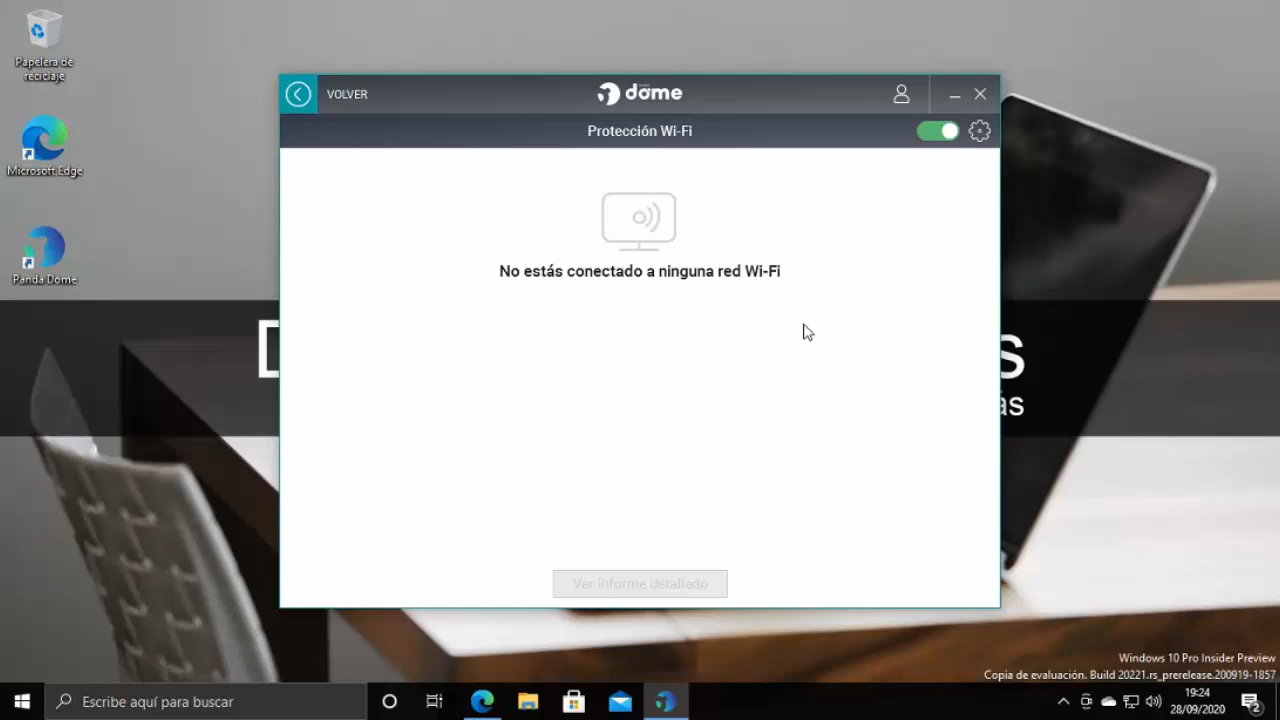 Papelera de
reciclaje
Microsoft Edge
Panda Dome
VOLVER
dome
Protección Wi-Fi
No estás conectado a ninguna red Wi-Fi
Ver informe detallado
Windows 10 Pro Insider Preview
Copia de evaluación. Build 20221.rs_prerelease.200919-1857
Escribe aquí para buscar
19:24
28/09/2020
2